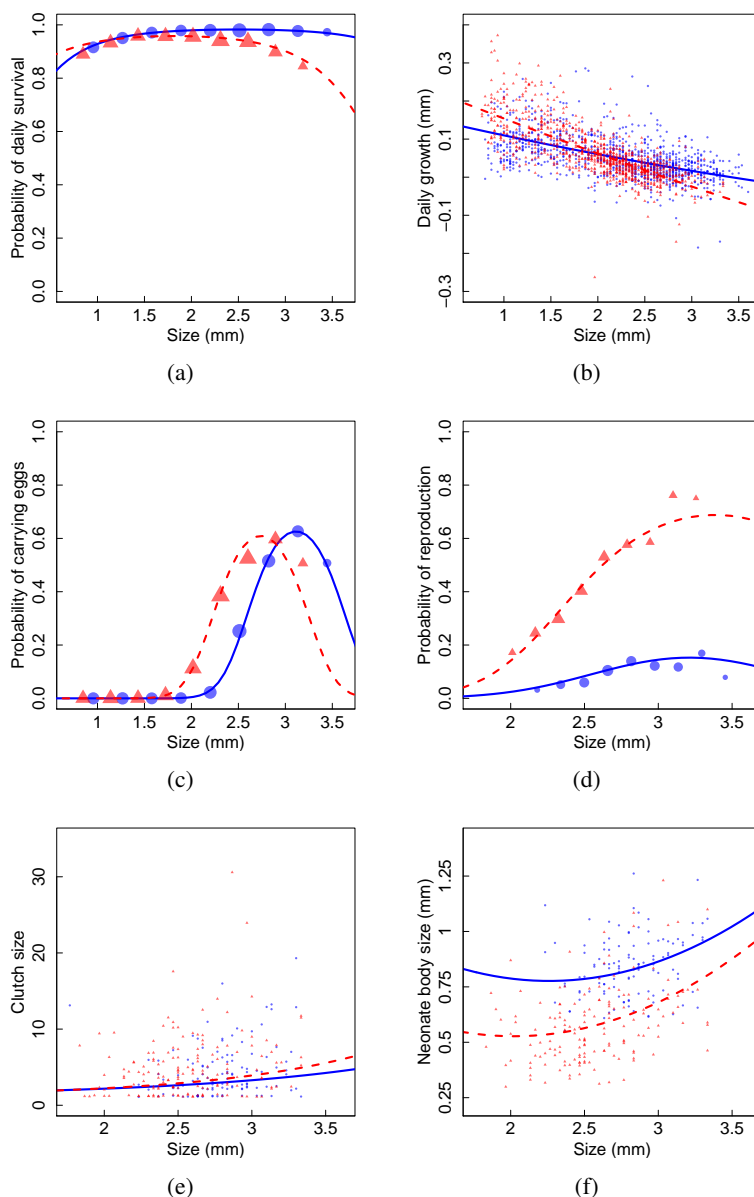 Probability of daily survival
0.0 0.2 0.4 0.6 0.8 1.0
1 1.5 2 2.5 3 3.5
Size (mm)
(a)
Daily growth (mm)
−0.3 −0.1 0.1 0.3
1 1.5 2 2.5 3 3.5
Size (mm)
(b)
Probability of carrying eggs
0.0 0.2 0.4 0.6 0.8 1.0
1 1.5 2 2.5 3 3.5
Size (mm)
(c)
Probability of reproduction
0.0 0.2 0.4 0.6 0.8 1.0
2 2.5 3 3.5
Size (mm)
(d)
Clutch size
0 10 20 30
2 2.5 3 3.5
Size (mm)
(e)
Neonate body size (mm)
0.25 0.5 0.75 1 1.25
2 2.5 3 3.5
Size (mm)
(f)